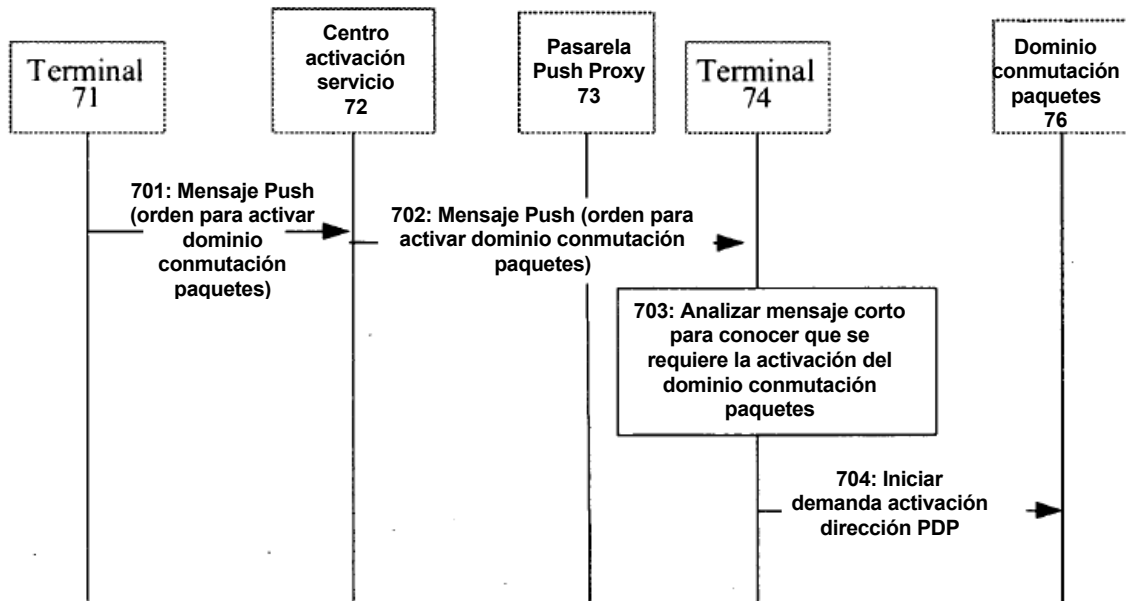 Terminal
71
Centro
activación
servicio
72
Pasarela
Push Proxy
73
Terminal
74
Dominio
conmutación
paquetes
76
701: Mensaje Push
(orden para activar
dominio
conmutación
paquetes)
702: Mensaje Push (orden para
activar dominio conmutación
paquetes)
703: Analizar mensaje corto
para conocer que se
requiere la activación del
dominio conmutación
paquetes
704: Iniciar
demanda activación
dirección PDP